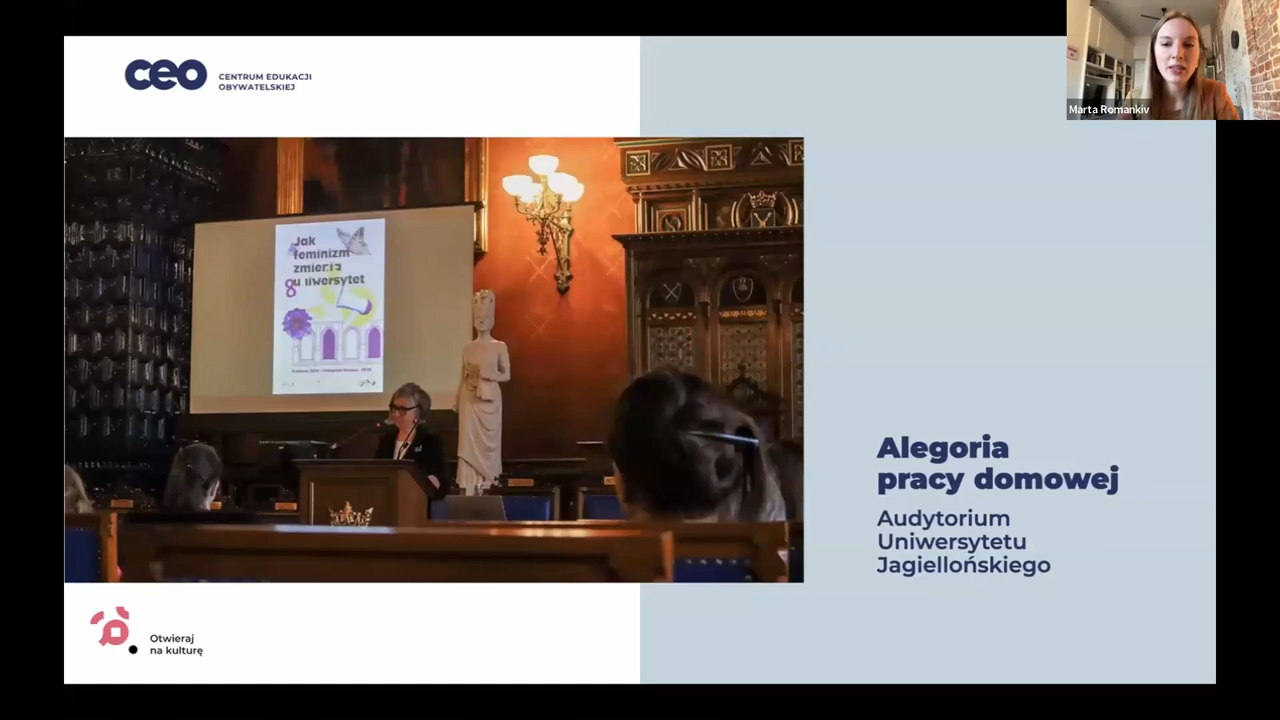 Marta Romankiv
ceo
CENTRUM EDUKACJI
OBYWATELSKIEJ
Jak
feminizm
zmienia
uniwersytet
Alegoria
pracy domowej
Audytorium
Uniwersytetu
Jagiellońskiego
Otwieraj
na kulturę